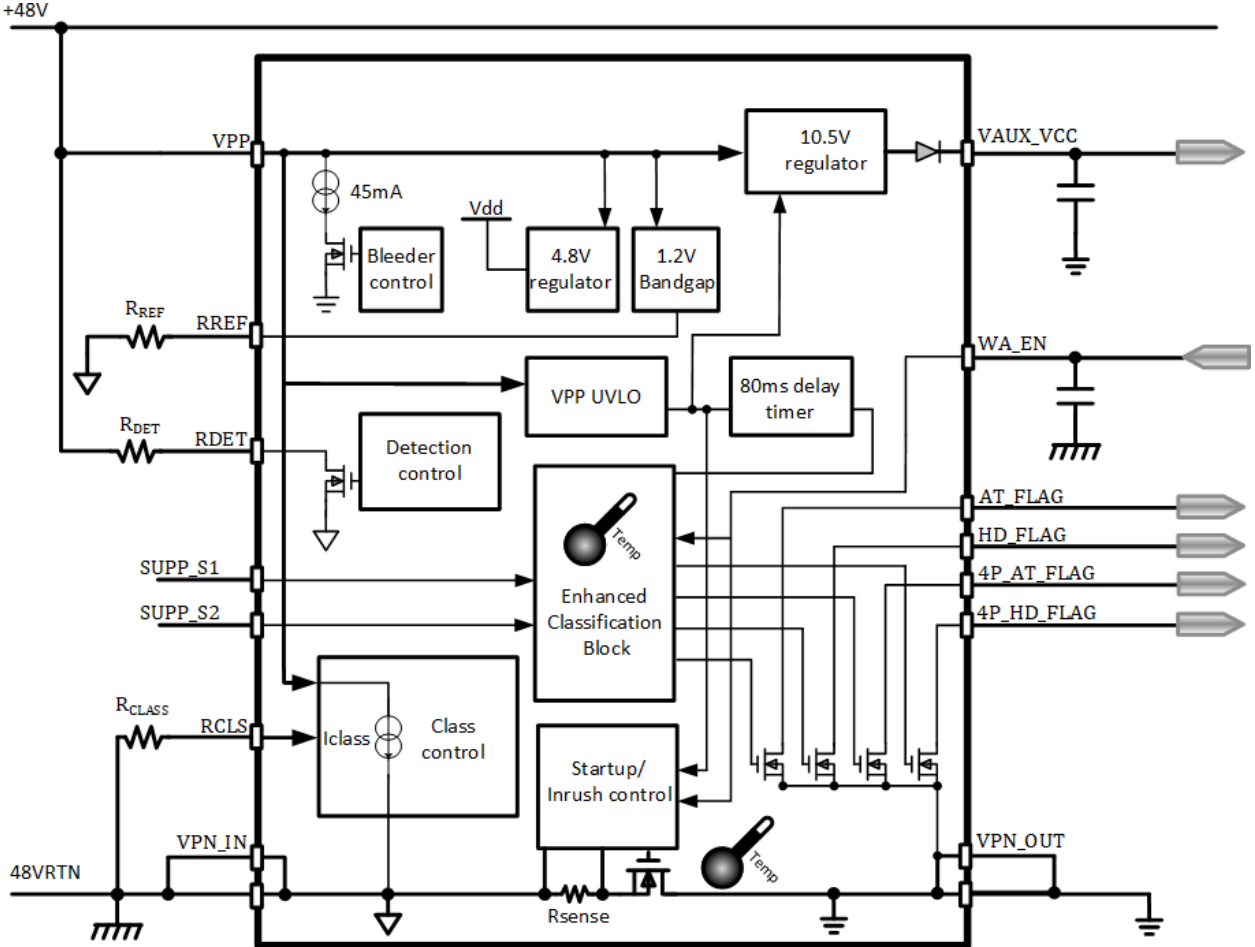 +48V
VPP
10.5V
regulator
VAUX_VCC
45mA
Vdd
Bleeder
control
4.8V
regulator
1.2V
Bandgap
RREF
RREF
WA_EN
VPP UVLO
80ms delay
timer
RDET
RDET
Detection
control
Temp
AT_FLAG
HD_FLAG
4P_AT_FLAG
4P_HD_FLAG
SUPP_S1
SUPP_S2
Enhanced
Classification
Block
RCLASS
RCLS
Iclass
Class
control
Startup/
Inrush control
Temp
VPN_IN
VPN_OUT
48VRTN
Rsense